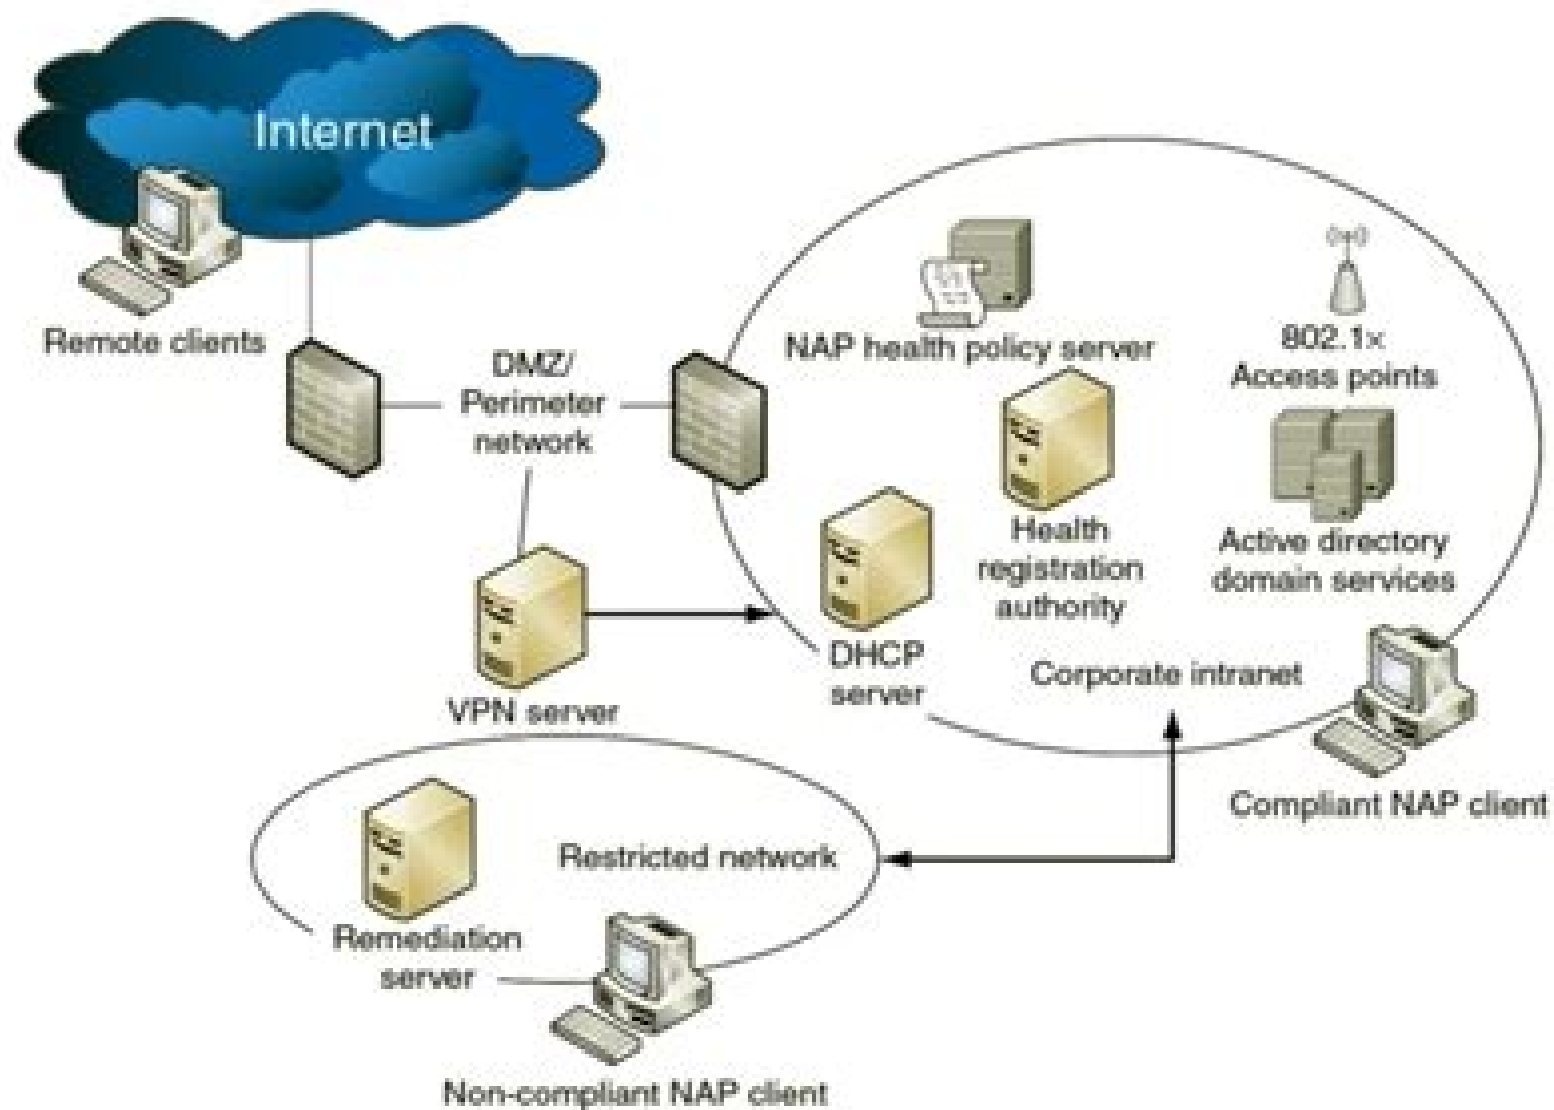 Internet
Remote clients
DMZ/
Perimeter
network
NAP health policy server
802.1x
Access points
Health
registration
authority
Active directory
domain services
DHCP
server
Corporate intranet
VPN server
Compliant NAP client
Restricted network
Remediation
server
Non-compliant NAP client